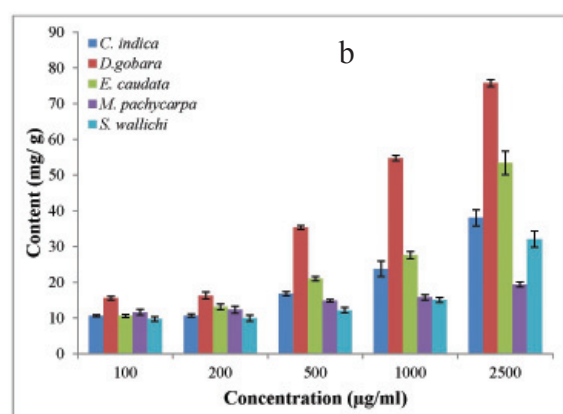 90
80
70
60
50
40
30
20
10
0
Content (mg/ g)
b
C. indica
D.gobara
E. caudata
M. pachycarpa
S. wallichi
100 200 500 1000 2500
Concentration (µg/ml)